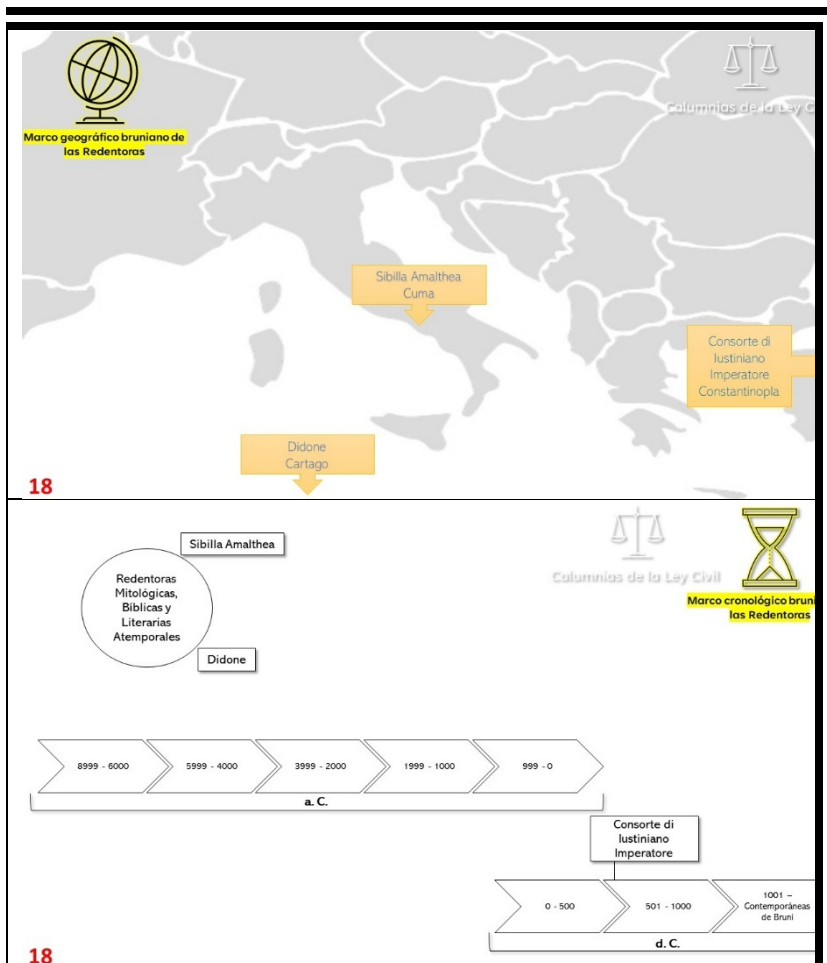 Marco geográfico bruniano de
las Redentoras
Calumnias de la Ley C
Sibilla Amalthea
Cuma
Consorte di
Iustiniano
Imperatore
Constantinopla
Didone
Cartago
18
Sibilla Amalthea
Redentoras
Mitológicas,
Bíblicas y
Literarias
Atemporales
Didone
Calumnias de la Ley Civil
Marco cronológico bruni
las Redentoras
8999 - 6000
5999 - 4000
3999 - 2000
1999 - 1000
999 - 0
a. C.
Consorte di
Iustiniano
Imperatore
0 - 500
501 - 1000
1001 –
Contemporáneas
de Bruni
d. C.
18